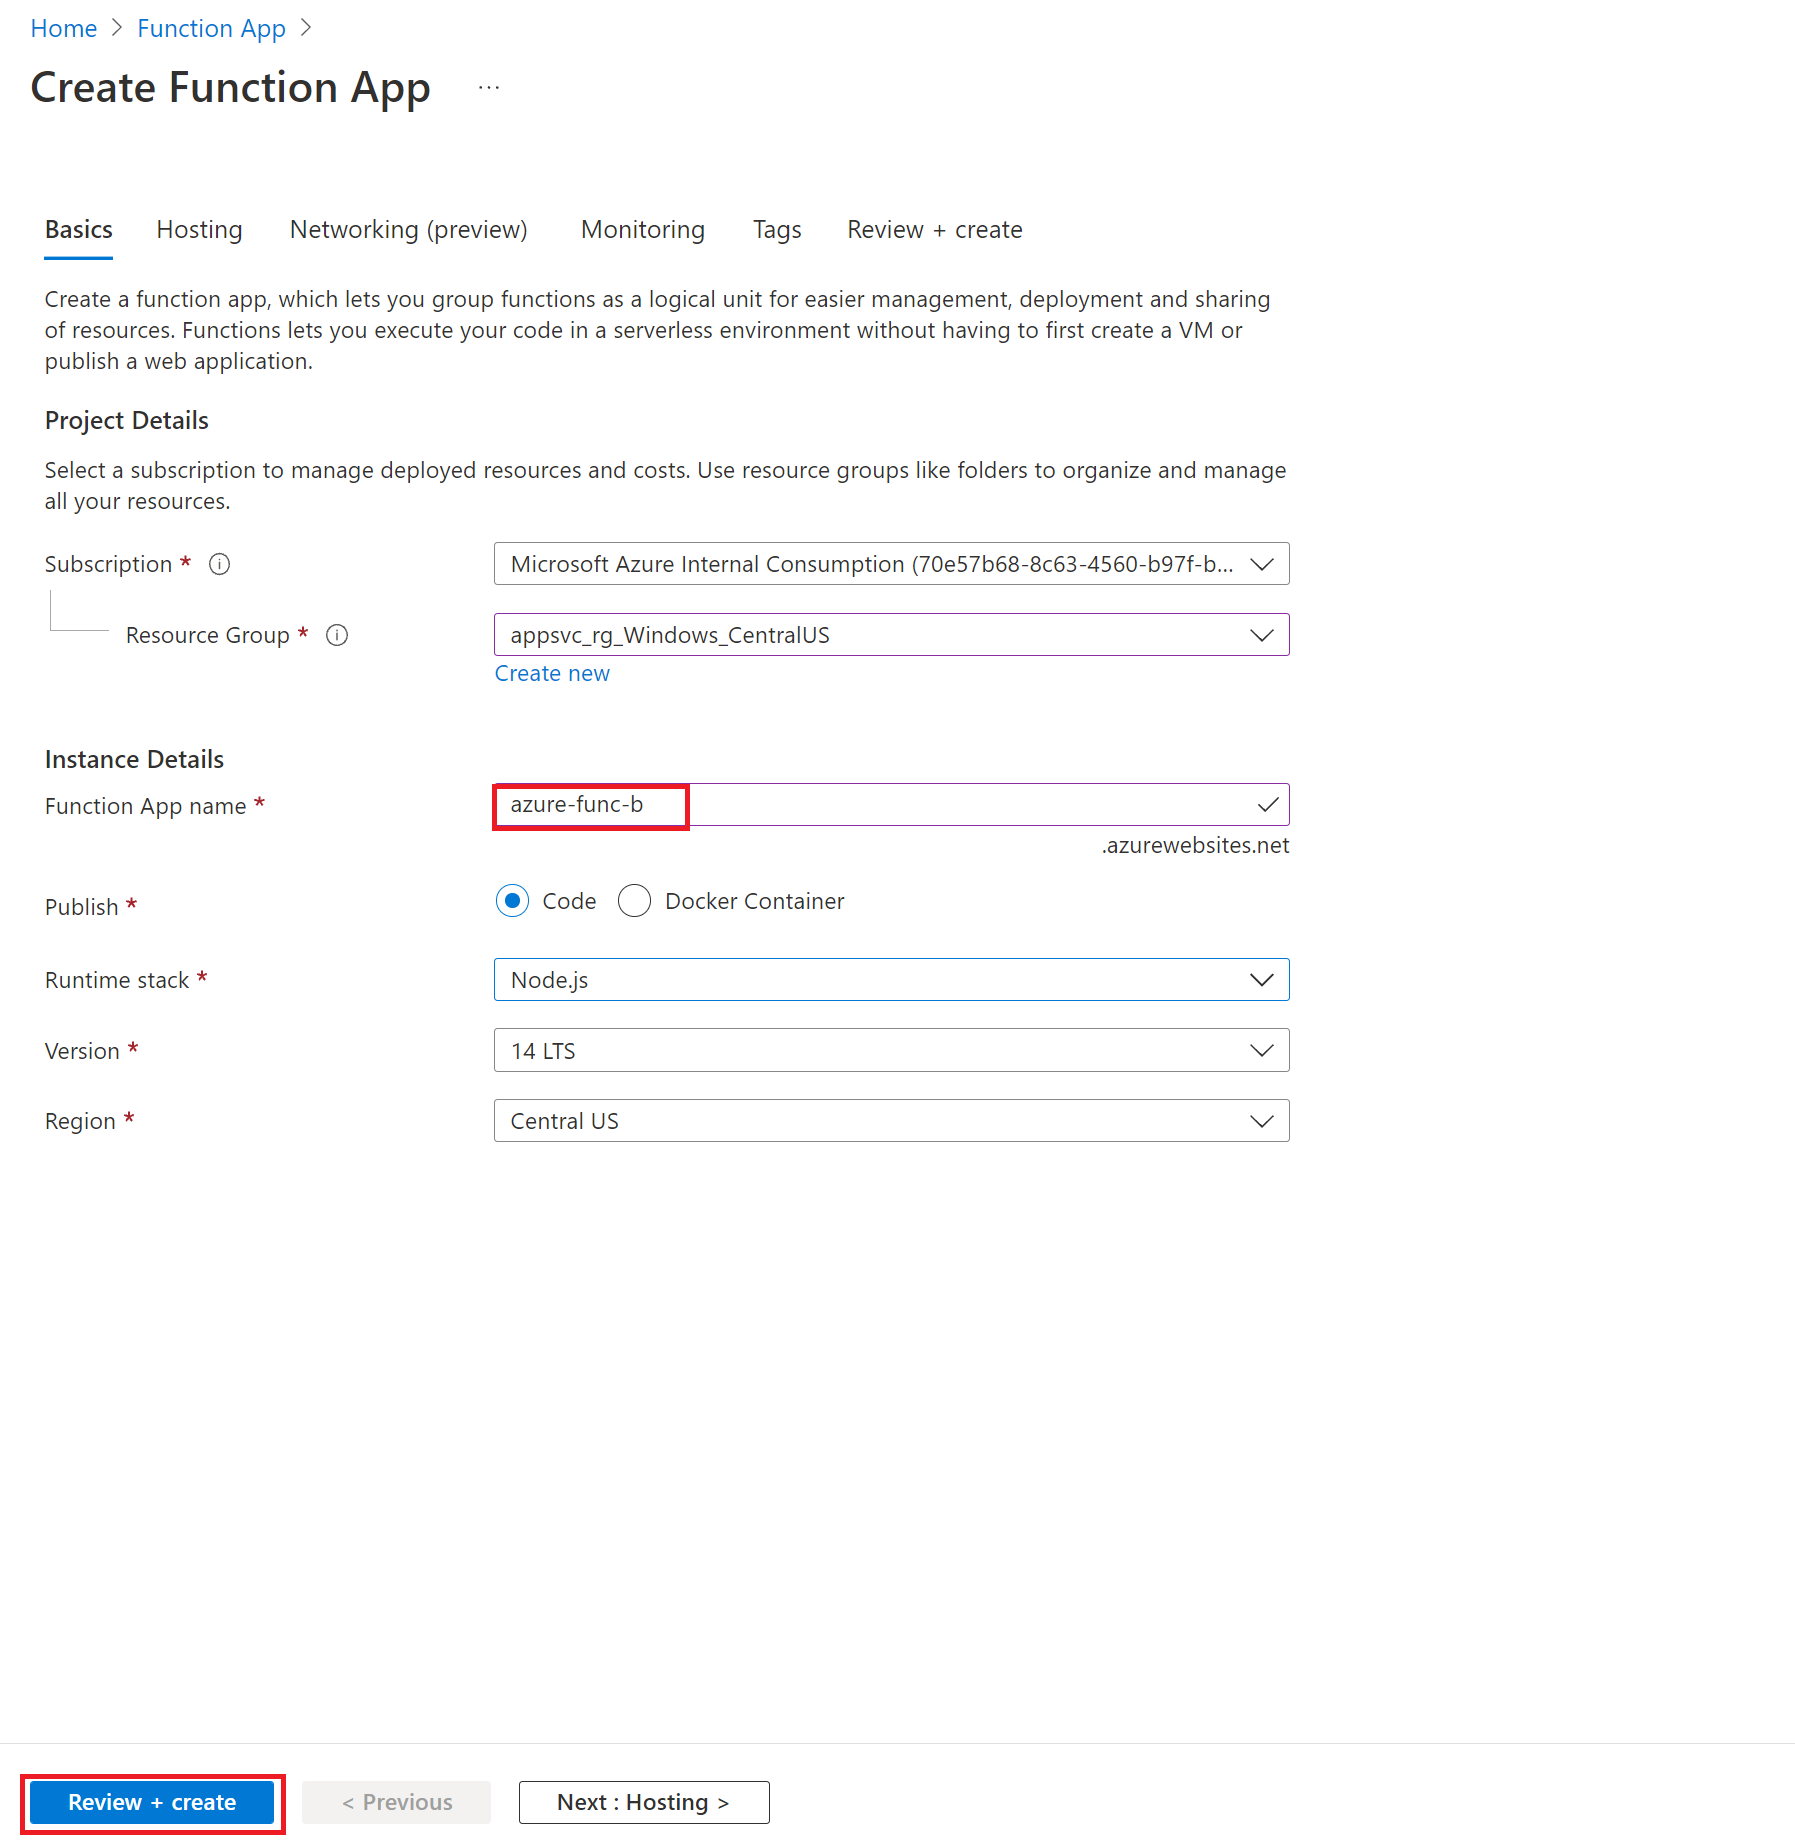 Home > Function App >
Create Function App ...
Basics Hosting Networking (preview) Monitoring Tags Review + create
Create a function app, which lets you group functions as a logical unit for easier management, deployment and sharing
of resources. Functions lets you execute your code in a serverless environment without having to first create a VM or
publish a web application.
Project Details
Select a subscription to manage deployed resources and costs. Use resource groups like folders to organize and manage
all your resources.
Subscription * Microsoft Azure Internal Consumption (70e57b68-8c63-4560-b97f-b...
Resource Group * appsvc_rg_Windows_CentralUS
Create new
Instance Details
Function App name * azure-func-b
.azurewebsites.net
Publish * Code Docker Container
Runtime stack * Node.js
Version * 14 LTS
Region * Central US
Review + create < Previous Next : Hosting >